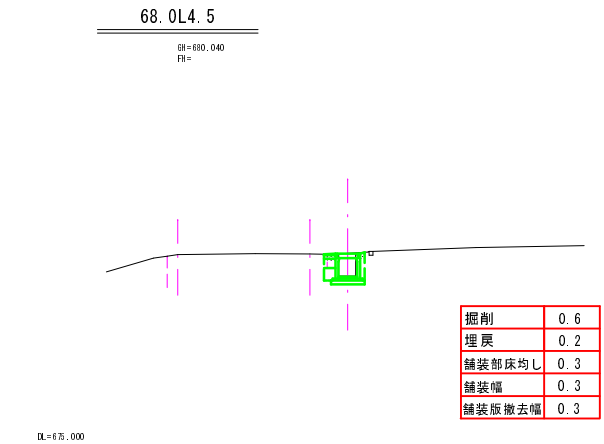 68.0L4.5
GH=680.040
FH=
掘削 0.6
埋戻 0.2
舗装部床均し 0.3
舗装幅 0.3
舗装版撤去幅 0.3
DL=675.000